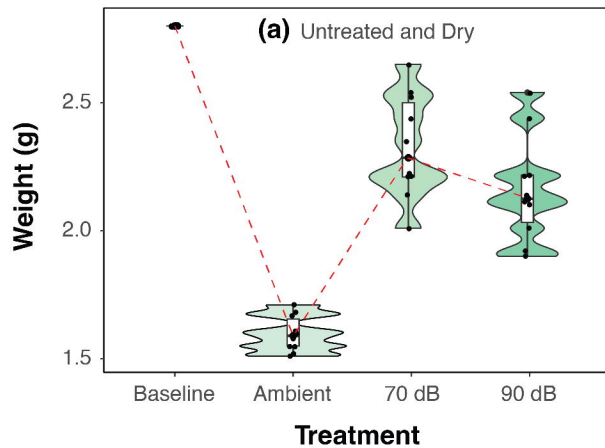 (a) Untreated and Dry
Weight (g)
2.5
2.0
1.5
Baseline Ambient 70 dB 90 dB
Treatment